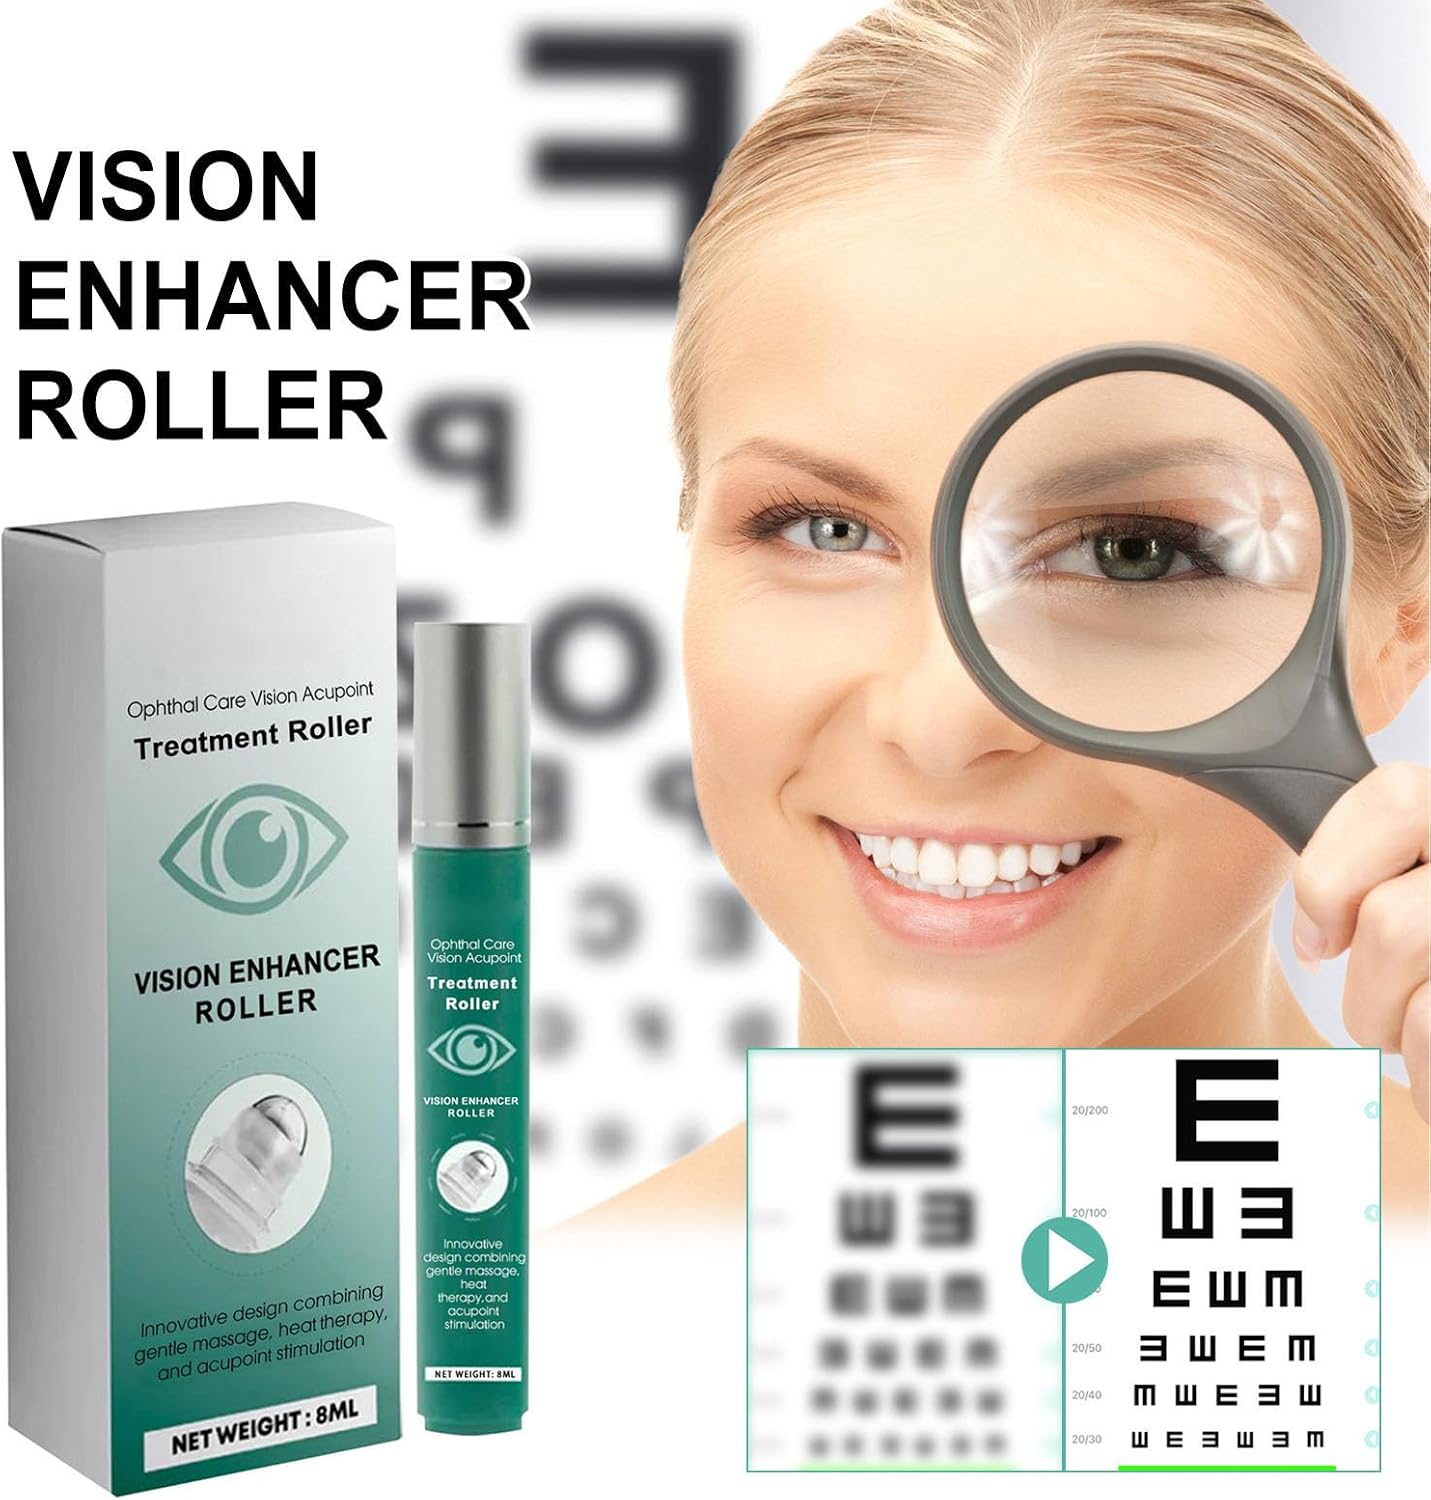 VISION
ENHANCER
ROLLER
Ophthal Care Vision Acupoint
Treatment Roller
VISION ENHANCER
ROLLER
Innovative design combining
gentle massage, heat therapy,
and acupoint stimulation
NET WEIGHT : 8ML
Ophthal Care
Vision Acupoint
Treatment
Roller
VISION ENHANCER
ROLLER
Innovative
design combining
gentle massage,
heat
therapy,and
acupoint
stimulation
NET WEIGHT: 8ML
E
P
20/200
E
20/100
20/50
20/40
20/30